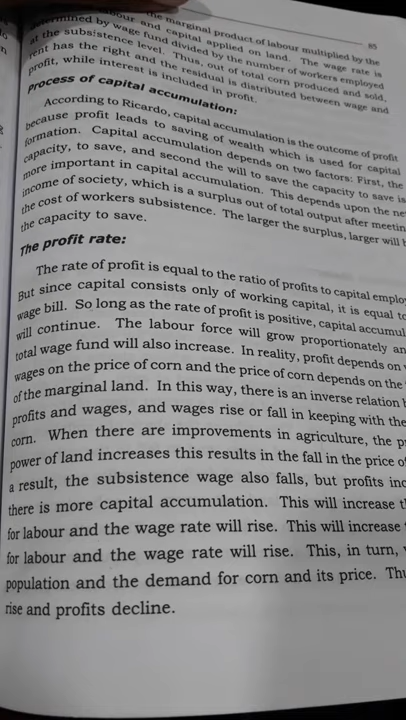 the marginal product of labour multiplied by the
85
labour and capital applied on land. The wage rate is
determined by wage fund divided by the number of workers employed
at the subsistence level. Thus, out of total corn produced and sold,
rent has the right and the residual is distributed between wage and
profit, while interest is included in profit.
process of capital accumulation:
According to Ricardo, capital accumulation is the outcome of profit
because profit leads to saving of wealth which is used for capital
formation. Capital accumulation depends on two factors: First, the
capacity, to save, and second the will to save the capacity to save is
more important in capital accumulation. This depends upon the ne
income of society, which is a surplus out of total output after meetin
the cost of workers subsistence. The larger the surplus, larger will
the capacity to save.
The profit rate:
The rate of profit is equal to the ratio of profits to capital emplo
But since capital consists only of working capital, it is equal to
wage bill. So long as the rate of profit is positive, capital accumul
will continue. The labour force will grow proportionately an
total wage fund will also increase. In reality, profit depends on
wages on the price of corn and the price of corn depends on the
of the marginal land. In this way, there is an inverse relation
profits and wages, and wages rise or fall in keeping with the
corn. When there are improvements in agriculture, the p
power of land increases this results in the fall in the price of
a result, the subsistence wage also falls, but profits inc
there is more capital accumulation. This will increase t
for labour and the wage rate will rise. This will increase
for labour and the wage rate will rise. This, in turn,
population and the demand for corn and its price. Thu
rise and profits decline.